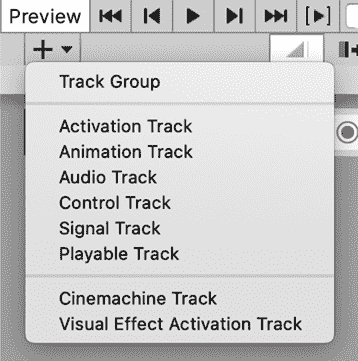 Preview
Track Group
Activation Track
Animation Track
Audio Track
Control Track
Signal Track
Playable Track
Cinemachine Track
Visual Effect Activation Track